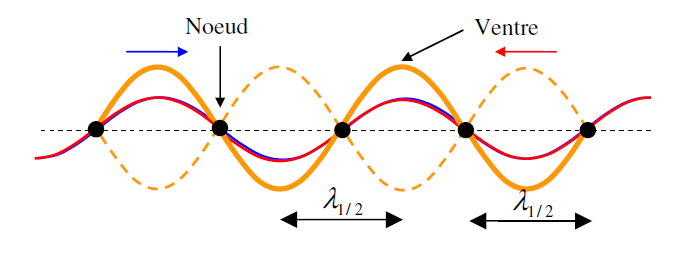 Noeud
Ventre
λ1/2
λ1/2